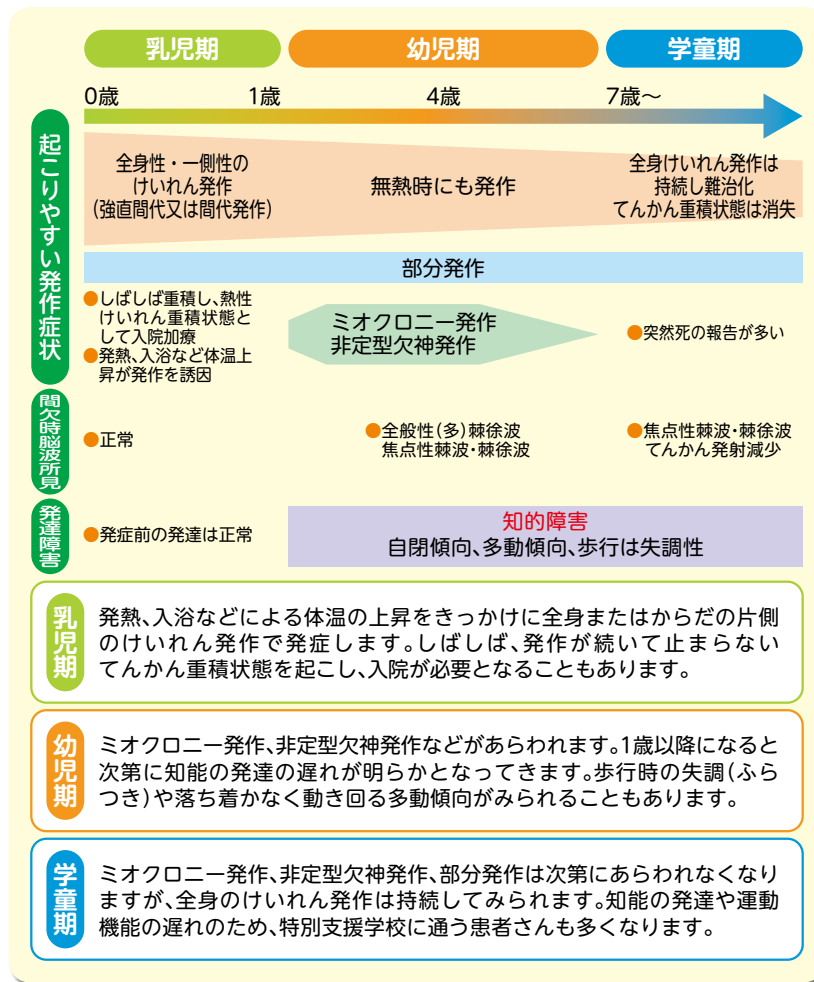 乳児期
幼児期
学童期
0歳
1歳
4歳
7歳〜
起こりやすい発作症状
全身性・一側性の
けいれん発作
(強直間代又は間代発作)
無熱時にも発作
全身けいれん発作は
持続し難治化
てんかん重積状態は消失
部分発作
●しばしば重積し、熱性
けいれん重積状態と
して入院加療
●発熱、入浴など体温上
昇が発作を誘因
ミオクロニー発作
非定型欠神発作
●突然死の報告が多い
間欠時脳波所見
●正常
●全般性(多)棘徐波
焦点性棘波・棘徐波
●焦点性棘波・棘徐波
てんかん発射減少
発達障害
●発症前の発達は正常
知的障害
自閉傾向、多動傾向、歩行は失調性
乳児期
発熱、入浴などによる体温の上昇をきっかけに全身またはからだの片側
のけいれん発作で発症します。しばしば、発作が続いて止まらない
てんかん重積状態を起こし、入院が必要となることもあります。
幼児期
ミオクロニー発作、非定型欠神発作などがあらわれます。1歳以降になると
次第に知能の発達の遅れが明らかとなってきます。歩行時の失調(ふら
つき)や落ち着かなく動き回る多動傾向がみられることもあります。
学童期
ミオクロニー発作、非定型欠神発作、部分発作は次第にあらわれなくなり
ますが、全身のけいれん発作は持続してみられます。知能の発達や運動
機能の遅れのため、特別支援学校に通う患者さんも多くなります。